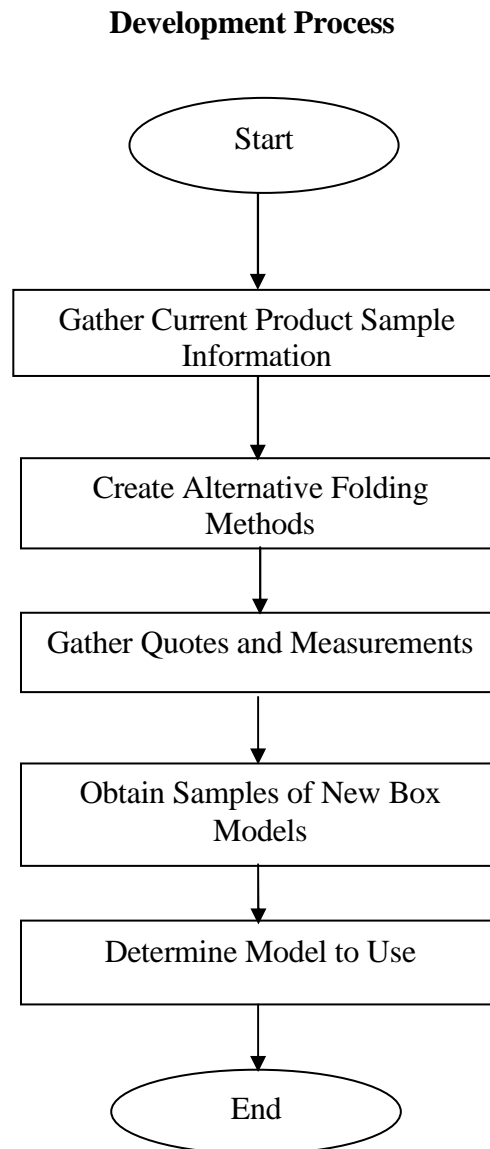 Development Process
Start
Gather Current Product Sample
Information
Create Alternative Folding
Methods
Gather Quotes and Measurements
Obtain Samples of New Box
Models
Determine Model to Use
End